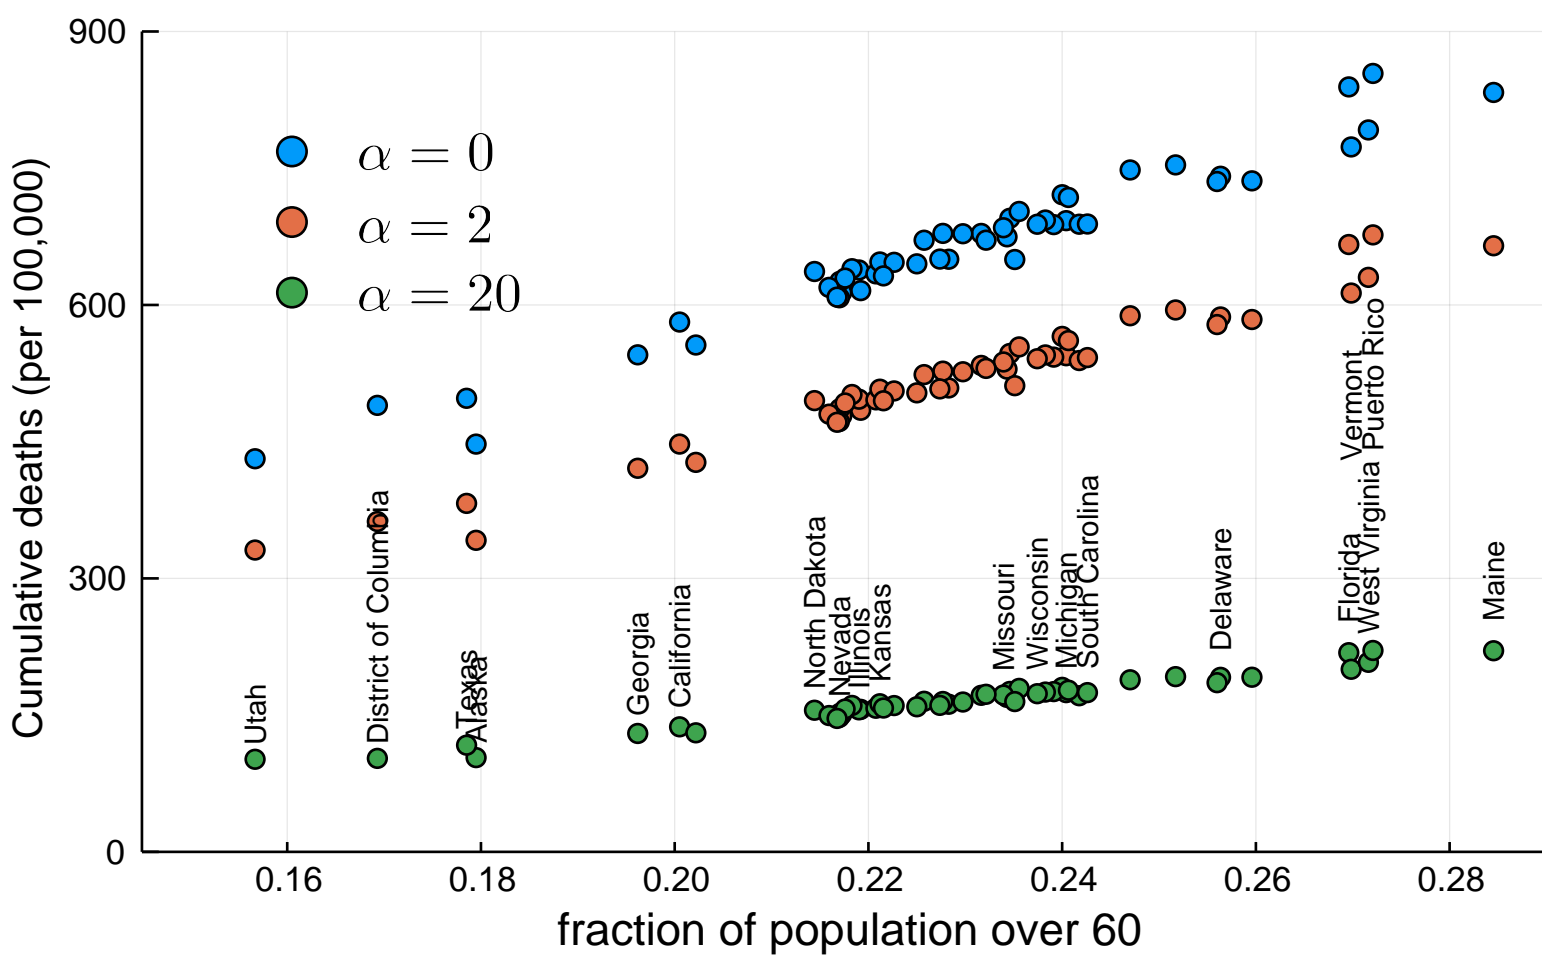 900
600
300
0
Cumulative deaths (per 100,000)
α = 0
α = 2
α = 20
Utah
District of Columbia
Texas
Alaska
Georgia
California
North Dakota
Nevada
Illinois
Kansas
Missouri
Wisconsin
Michigan
South Carolina
Delaware
Florida
Vermont
West Virginia
Puerto Rico
Maine
0.16
0.18
0.20
0.22
0.24
0.26
0.28
fraction of population over 60